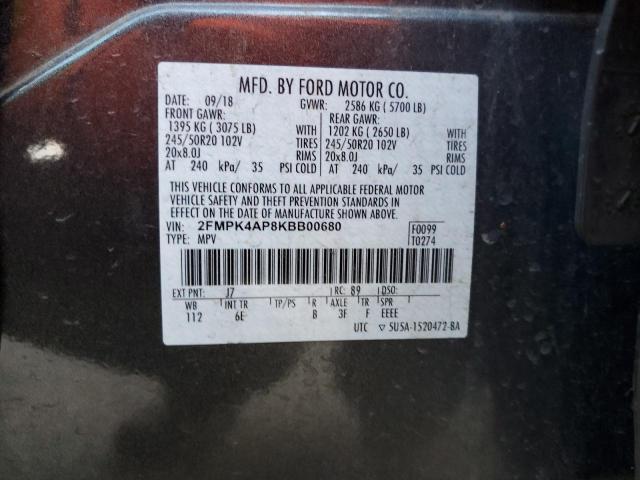 MFD. BY FORD MOTOR CO.
DATE: 09/18 GVWR: 2586 KG ( 5700 LB)
FRONT GAWR: REAR GAWR:
1395 KG ( 3075 LB) WITH 1202 KG ( 2650 LB) WITH
245/50R20 102V TIRES 245/50R20 102V TIRES
20x8.0J RIMS 20x8.0J RIMS
AT 240 kPa/ 35 PSI COLD AT 240 kPa/ 35 PSI COLD
THIS VEHICLE CONFORMS TO ALL APPLICABLE FEDERAL MOTOR
VEHICLE SAFETY AND THEFT PREVENTION STANDARDS IN
EFFECT ON THE DATE OF MANUFACTURE SHOWN ABOVE.
VIN: 2FMPK4AP8KBB00680 F0099
TYPE: MPV T0274
EXT PNT: J7 RC: 89 DSO:
WB INT TR TP/PS R AXLE TR SPR
112 6E B 3F F EEEE
UTC ▽ 5U5A-1520472-BA